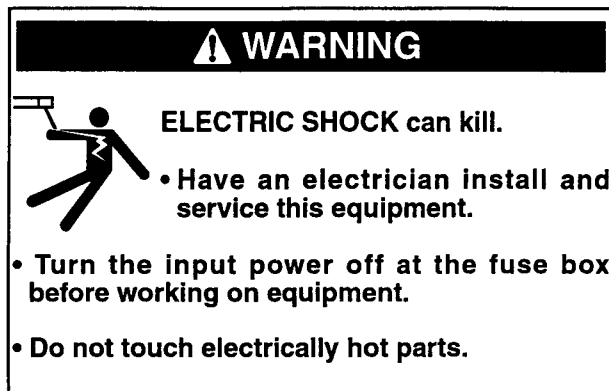 WARNING
ELECTRIC SHOCK can kill.
• Have an electrician install and
service this equipment.
• Turn the input power off at the fuse box
before working on equipment.
• Do not touch electrically hot parts.